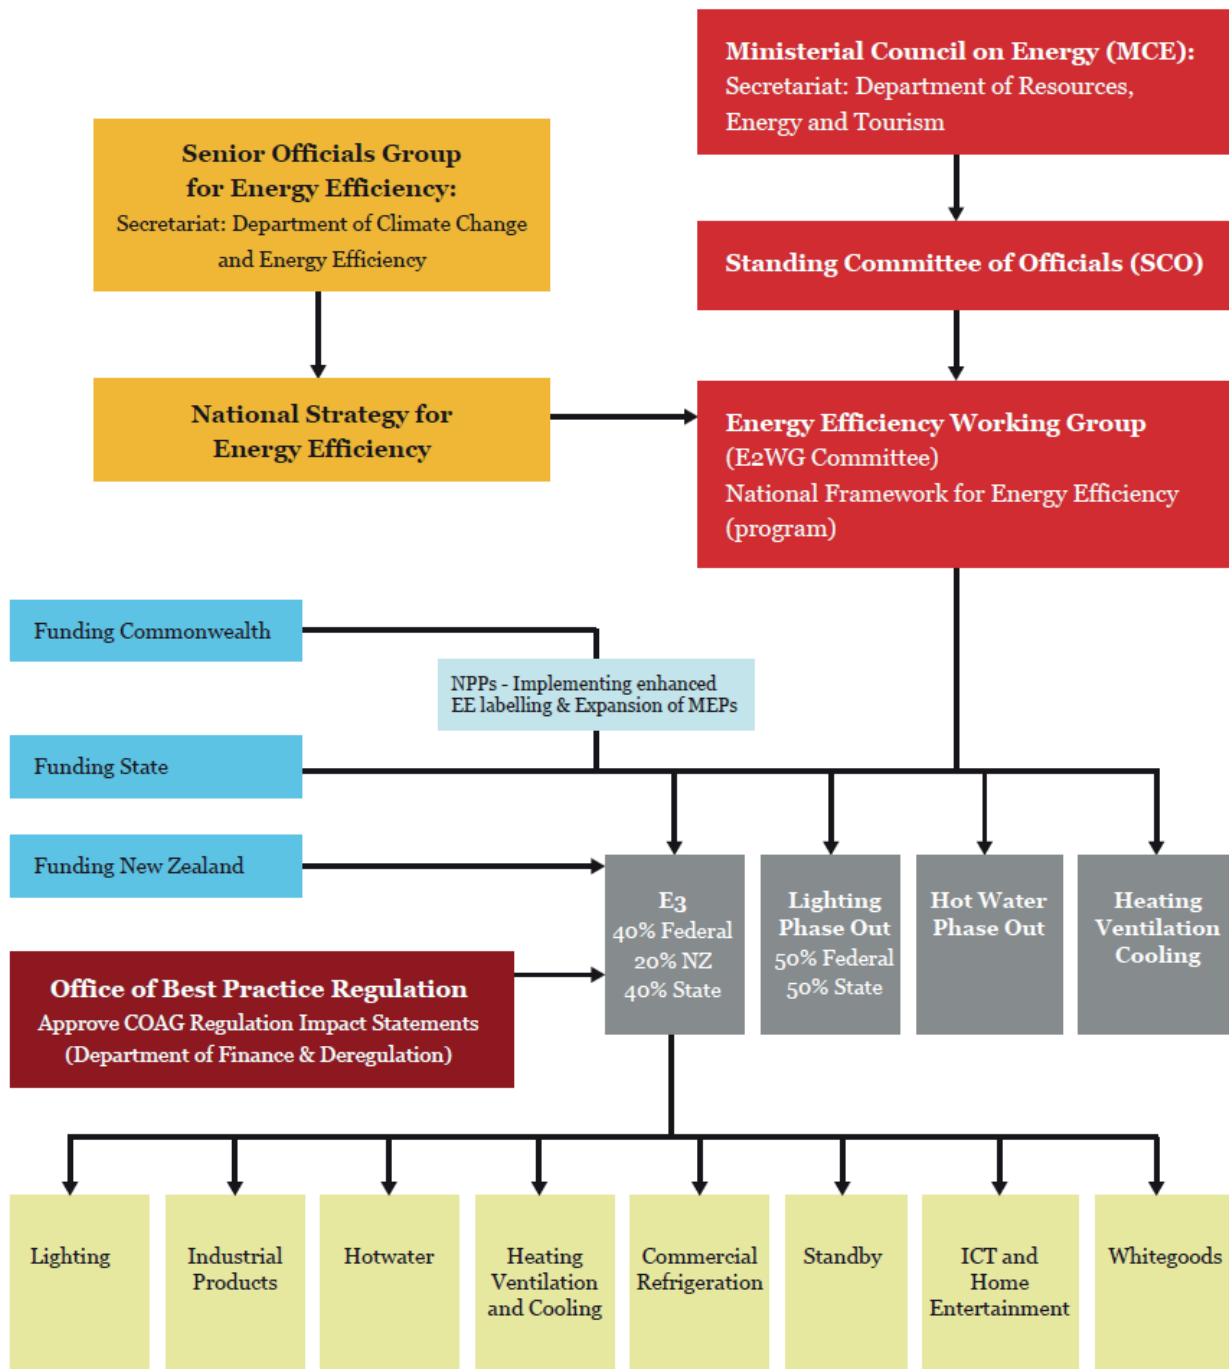 Ministerial Council on Energy (MCE):
Secretariat: Department of Resources,
Energy and Tourism
Senior Officials Group
for Energy Efficiency:
Secretariat: Department of Climate Change
and Energy Efficiency
Standing Committee of Officials (SCO)
National Strategy for
Energy Efficiency
Energy Efficiency Working Group
(E2WG Committee)
National Framework for Energy Efficiency
(program)
Funding Commonwealth
NPPs - Implementing enhanced
EE labelling & Expansion of MEPs
Funding State
Funding New Zealand
E3
40% Federal
20% NZ
40% State
Lighting
Phase Out
50% Federal
50% State
Hot Water
Phase Out
Heating
Ventilation
Cooling
Office of Best Practice Regulation
Approve COAG Regulation Impact Statements
(Department of Finance & Deregulation)
Lighting
Industrial
Products
Hotwater
Heating
Ventilation
and Cooling
Commercial
Refrigeration
Standby
ICT and
Home
Entertainment
Whitegoods